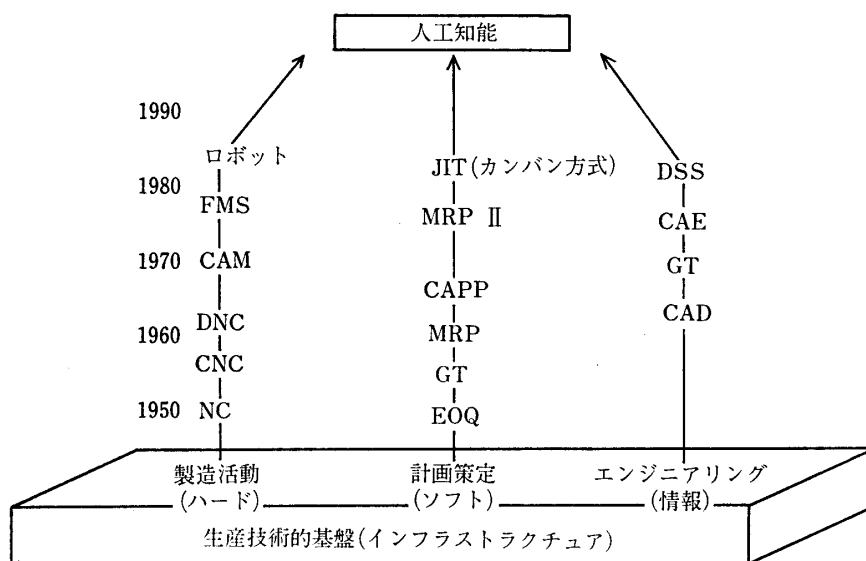 人工知能
1990
ロボット
JIT(カンバン方式)
DSS
1980
FMS
MRP Ⅱ
CAE
1970
CAM
GT
CAPP
CAD
DNC
1960
MRP
CNC
GT
1950
NC
EOQ
製造活動
(ハード)
計画策定
(ソフト)
エンジニアリング
(情報)
生産技術的基盤(インフラストラクチュア)